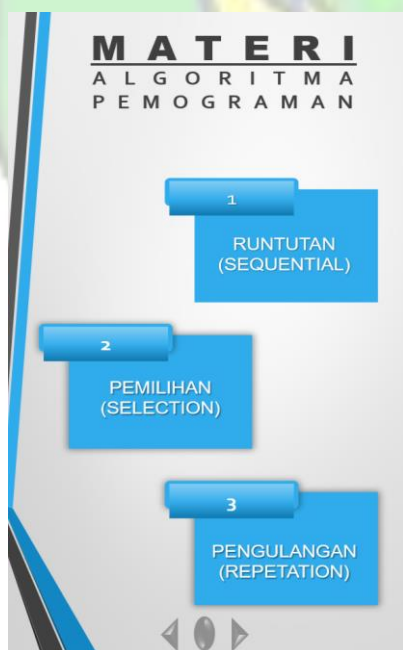 MATERI
ALGORITMA
PEMOGRAMAN
1
RUNTUTAN
(SEQUENTIAL)
2
PEMILIHAN
(SELECTION)
3
PENGULANGAN
(REPETATION)